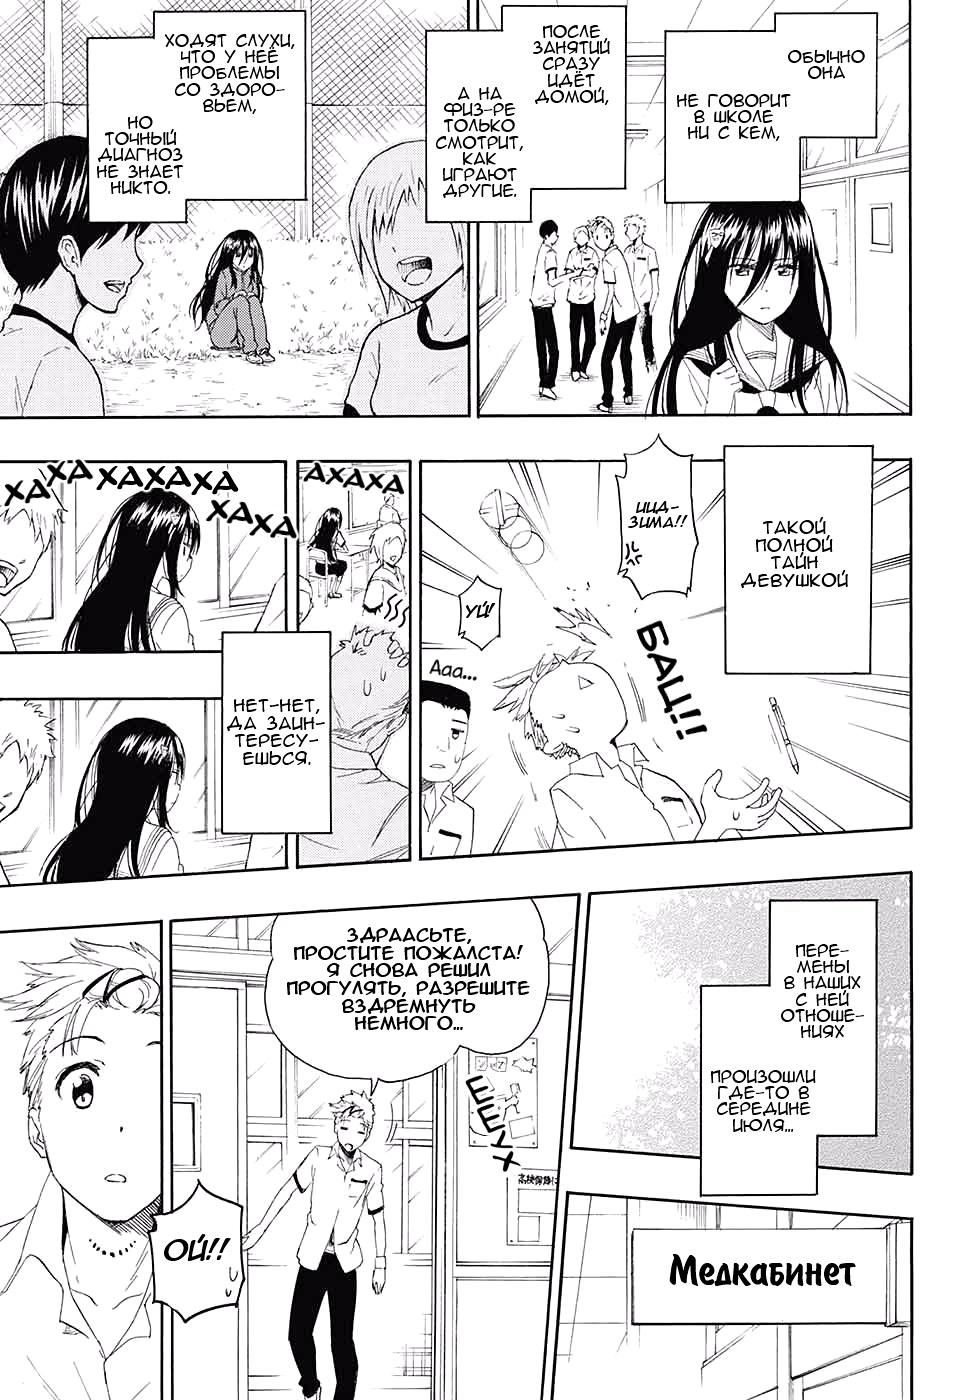 ОБЫЧНО
ОНА
НЕ ГОВОРИТ
В ШКОЛЕ
НИ С КЕМ,
ПОСЛЕ
ЗАНЯТИЙ
СРАЗУ
ИДЁТ
ДОМОЙ,
А НА
ФИЗ-РЕ
ТОЛЬКО
СМОТРИТ,
КАК
ИГРАЮТ
ДРУГИЕ.
ХОДЯТ СЛУХИ,
ЧТО У НЕЁ
ПРОБЛЕМЫ
СО ЗДОРО-
ВЬЕМ,
НО
ТОЧНЫЙ
ДИАГНОЗ
НЕ ЗНАЕТ
НИКТО.
ТАКОЙ
ПОЛНОЙ
ТАЙН
ДЕВУШКОЙ
ИИД-
ЗИМА!!
БАЦ!!
УЙ!
Ааа...
АХАХА
НЕТ-НЕТ,
ДА ЗАИН-
ТЕРЕСУ-
ЕШЬСЯ.
ХА
ХА
ХАХАХА
ХАХА
ПЕРЕ-
МЕНЫ
В НАШИХ
С НЕЙ
ОТНОШЕ-
НИЯХ
ПРОИЗОШЛИ
ГДЕ-ТО В
СЕРЕДИНЕ
ИЮЛЯ...
Медкабинет
ЗДРААСЬТЕ,
ПРОСТИТЕ ПОЖАЛСТА!
Я СНОВА РЕШИЛ
ПРОГУЛЯТЬ, РАЗРЕШИТЕ
ВЗДРЕМНУТЬ
НЕМНОГО...
ЕЕУХ
ОЙ!!